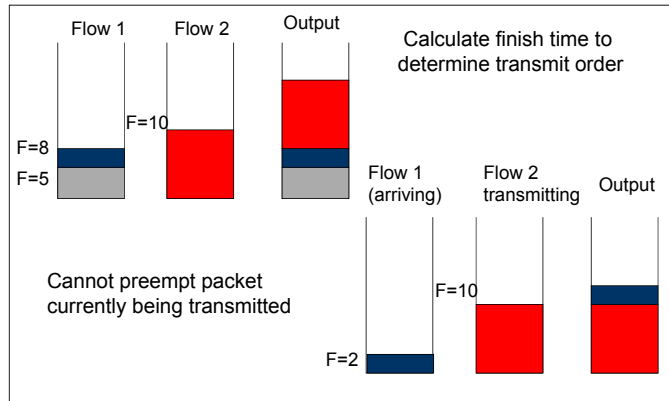 Flow 1
Flow 2
Output
Calculate finish time to
determine transmit order
F=10
F=8
F=5
Flow 1
(arriving)
Flow 2
transmitting
Output
Cannot preempt packet
currently being transmitted
F=10
F=2